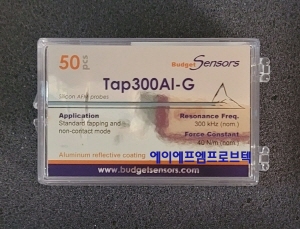 50 pcs
BudgetSensors
Tap300Al-G
Silicon AFM probes
Application
Standard tapping and
non-contact mode
Resonance Freq.
300 kHz (nom.)
Force Constant
40 N/m (nom.)
Aluminum reflective coating
에이에프엠프로브텍
www.budgetsensors.com